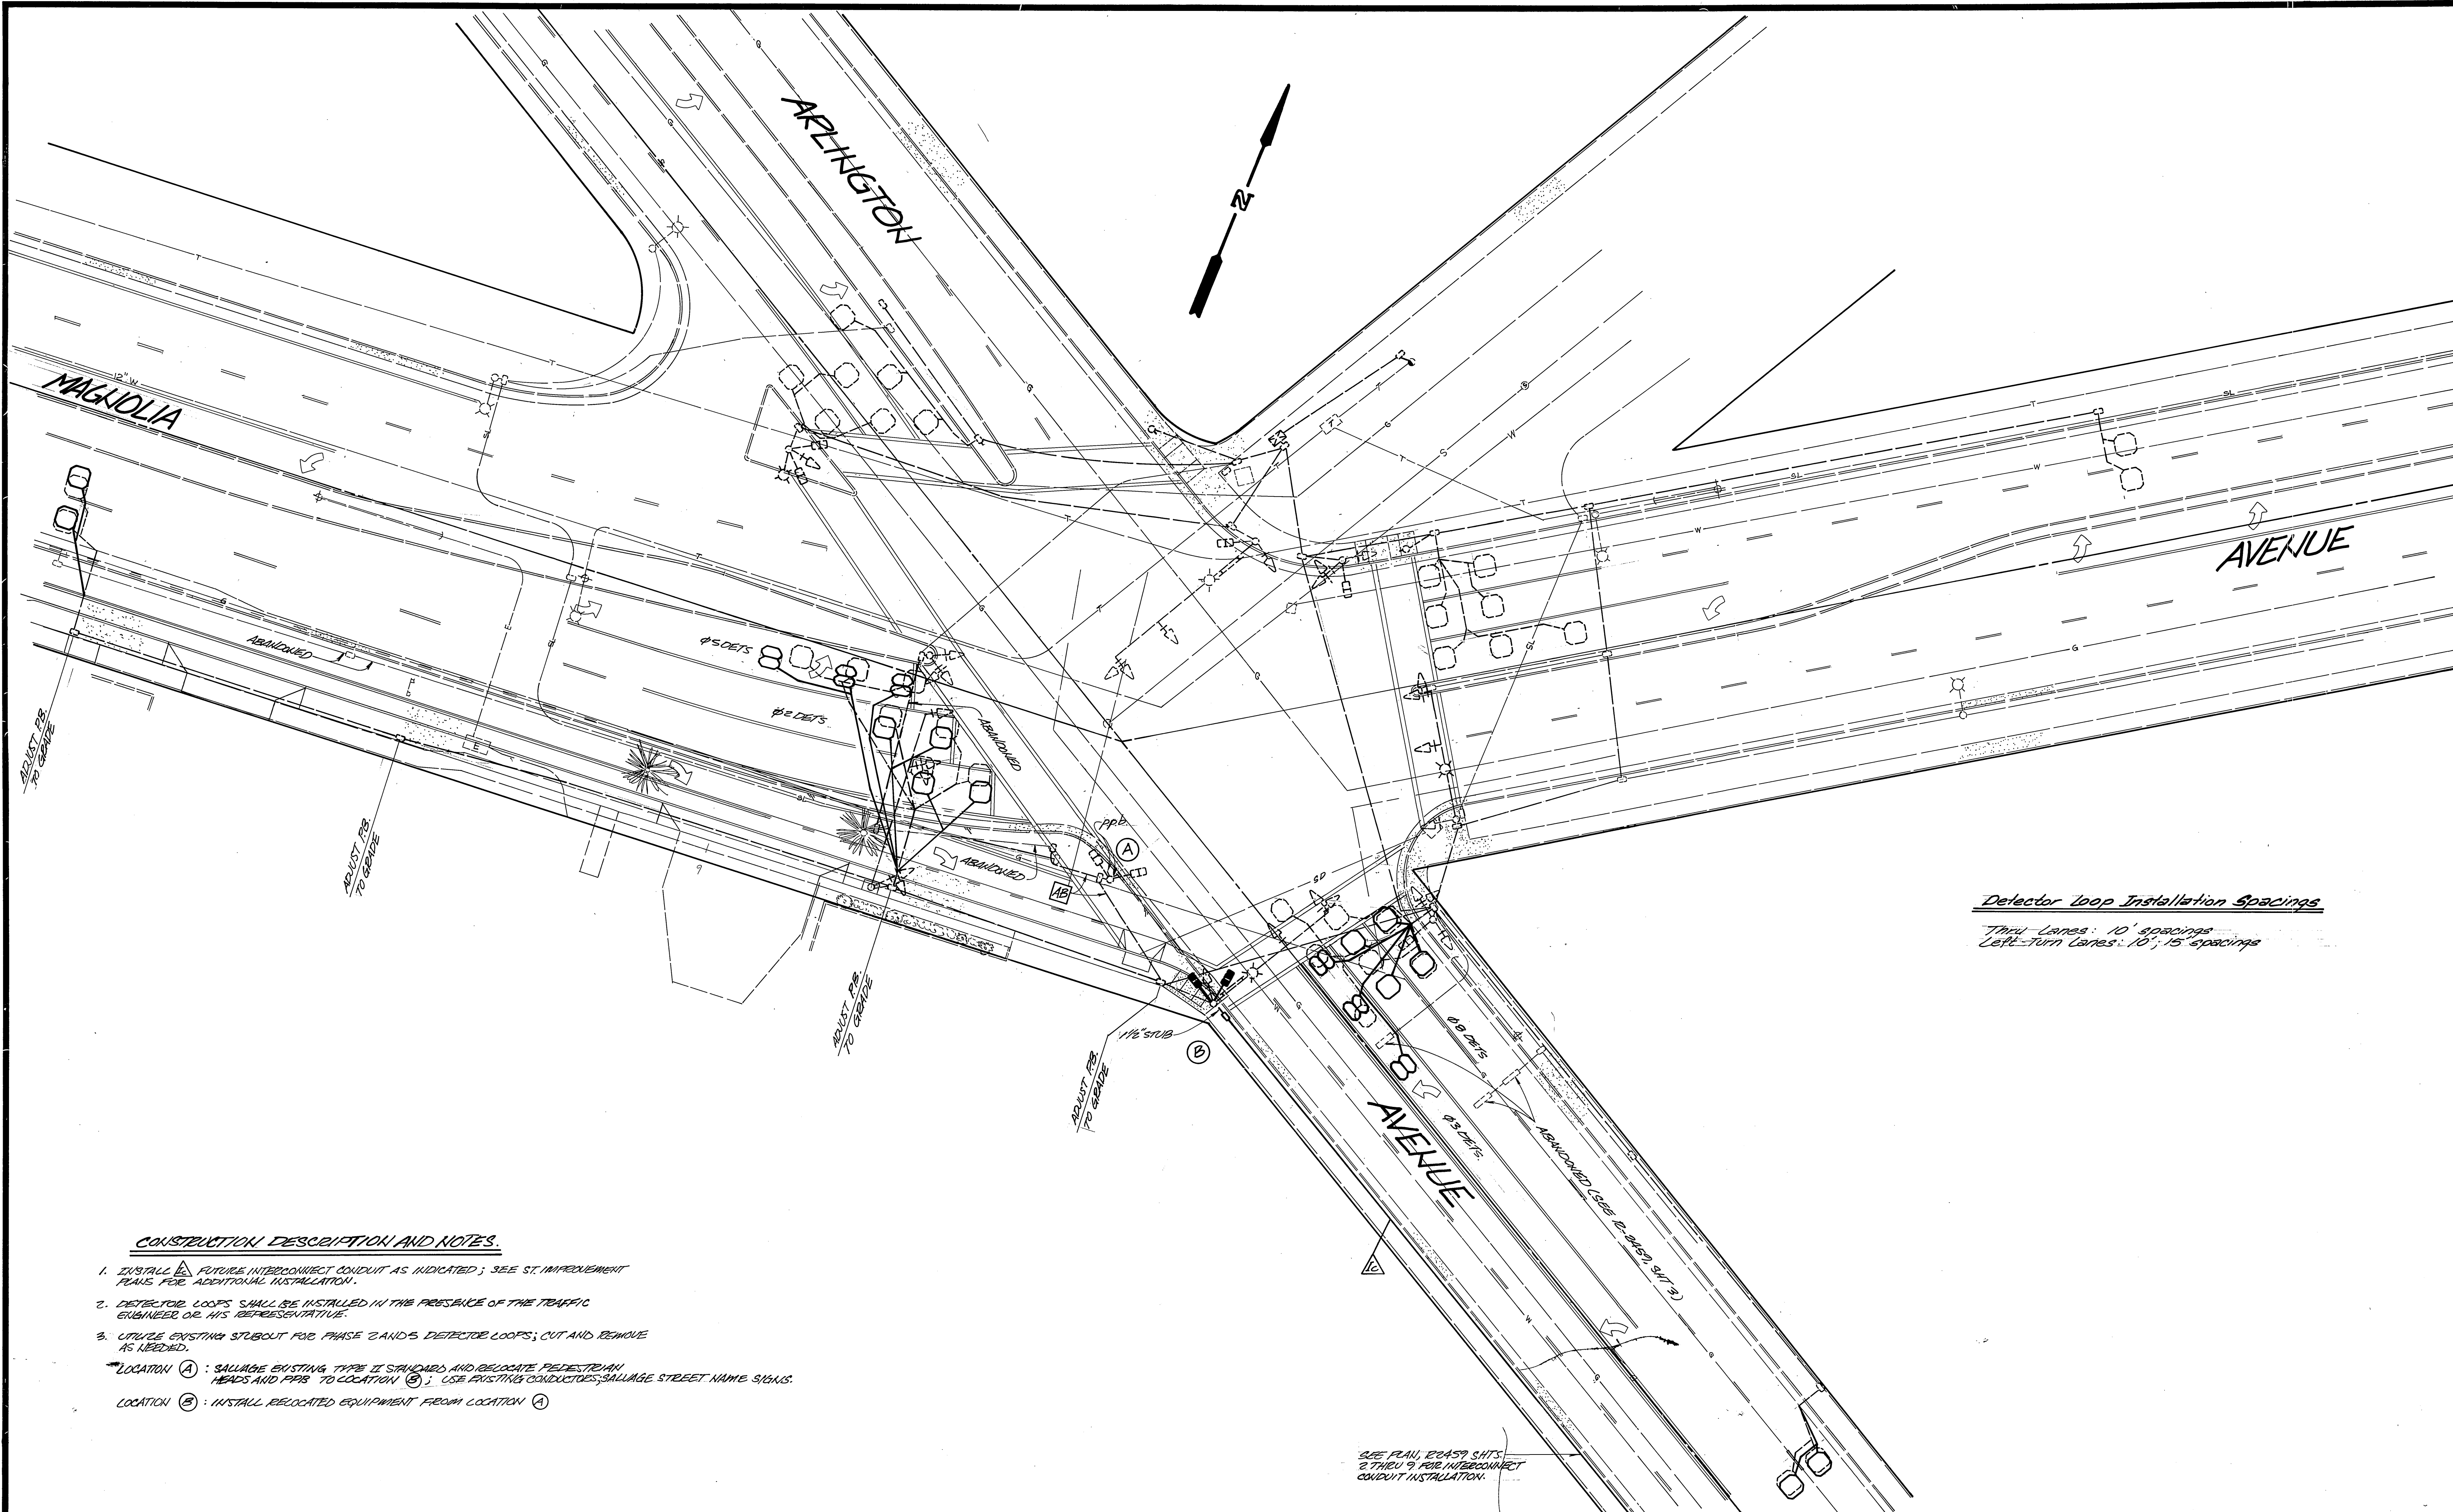 ARLINGTON
N
MAGNOLIA
12" W
AVENUE
ABANDONED
φ5 DETS
φ2 DETS
ABANDONED
ADJUST P.B.
TO GRADE
ADJUST P.B.
TO GRADE
ADJUST P.B.
TO GRADE
ADJUST P.B.
TO GRADE
p.p.b.
A
ABANDONED
AB
SD
1½" STUB
B
Detector Loop Installation Spacings
Thru Lanes: 10' spacings
Left Turn Lanes: 10'; 15' spacings
φ8 DETS
φ3 DETS.
AVENUE
ABANDONED (SEE R-2459, SHT 3)
IC
CONSTRUCTION DESCRIPTION AND NOTES.
1. INSTALL IC FUTURE INTERCONNECT CONDUIT AS INDICATED; SEE ST. IMPROVEMENT
PLANS FOR ADDITIONAL INSTALLATION.
2. DETECTOR LOOPS SHALL BE INSTALLED IN THE PRESENCE OF THE TRAFFIC
ENGINEER OR HIS REPRESENTATIVE.
3. UTILIZE EXISTING STUBOUT FOR PHASE 2 AND 5 DETECTOR LOOPS; CUT AND REMOVE
AS NEEDED.
LOCATION A : SALVAGE EXISTING TYPE II STANDARD AND RELOCATE PEDESTRIAN
HEADS AND PPB TO LOCATION B; USE EXISTING CONDUCTORS; SALVAGE STREET NAME SIGNS.
LOCATION B : INSTALL RELOCATED EQUIPMENT FROM LOCATION A
SEE PLAN, R2459 SHTS.
2 THRU 9 FOR INTERCONNECT
CONDUIT INSTALLATION.